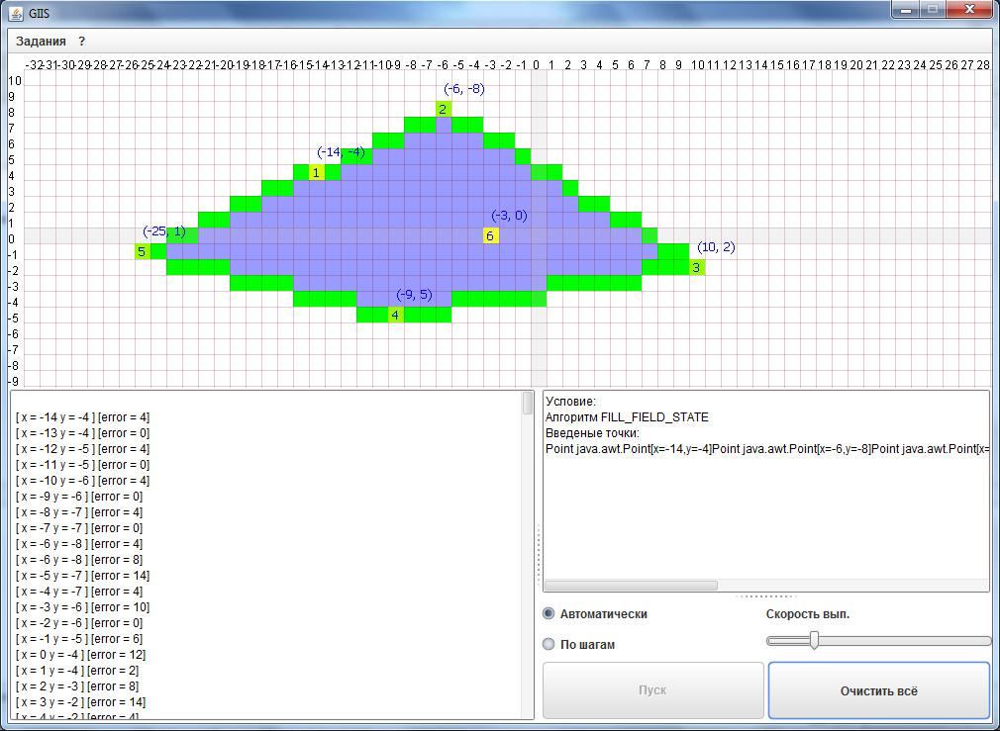 GIIS
Задания ?
-32-31-30-29-28-27-26-25-24-23-22-21-20-19-18-17-16-15-14-13-12-11-10 -9 -8 -7 -6 -5 -4 -3 -2 -1 0 1 2 3 4 5 6 7 8 9 10 11 12 13 14 15 16 17 18 19 20 21 22 23 24 25 26 27 28
10
9
8
7
6
5
4
3
2
1
0
-1
-2
-3
-4
-5
-6
-7
-8
-9
(-6, -8)
2
(-14, -4)
1
(-3, 0)
6
(-25, 1)
5
(10, 2)
3
(-9, 5)
4
[ x = -14 y = -4 ] [error = 4]
[ x = -13 y = -4 ] [error = 0]
[ x = -12 y = -5 ] [error = 4]
[ x = -11 y = -5 ] [error = 0]
[ x = -10 y = -6 ] [error = 4]
[ x = -9 y = -6 ] [error = 0]
[ x = -8 y = -7 ] [error = 4]
[ x = -7 y = -7 ] [error = 0]
[ x = -6 y = -8 ] [error = 4]
[ x = -6 y = -8 ] [error = 8]
[ x = -5 y = -7 ] [error = 14]
[ x = -4 y = -7 ] [error = 4]
[ x = -3 y = -6 ] [error = 10]
[ x = -2 y = -6 ] [error = 0]
[ x = -1 y = -5 ] [error = 6]
[ x = 0 y = -4 ] [error = 12]
[ x = 1 y = -4 ] [error = 2]
[ x = 2 y = -3 ] [error = 8]
[ x = 3 y = -2 ] [error = 14]
[ x = 4 y = -2 ] [error = 4]
Условие:
Алгоритм FILL_FIELD_STATE
Введеные точки:
Point java.awt.Point[x=-14,y=-4]Point java.awt.Point[x=-6,y=-8]Point java.awt.Point[x=
Автоматически
По шагам
Скорость вып.
Пуск
Очистить всё